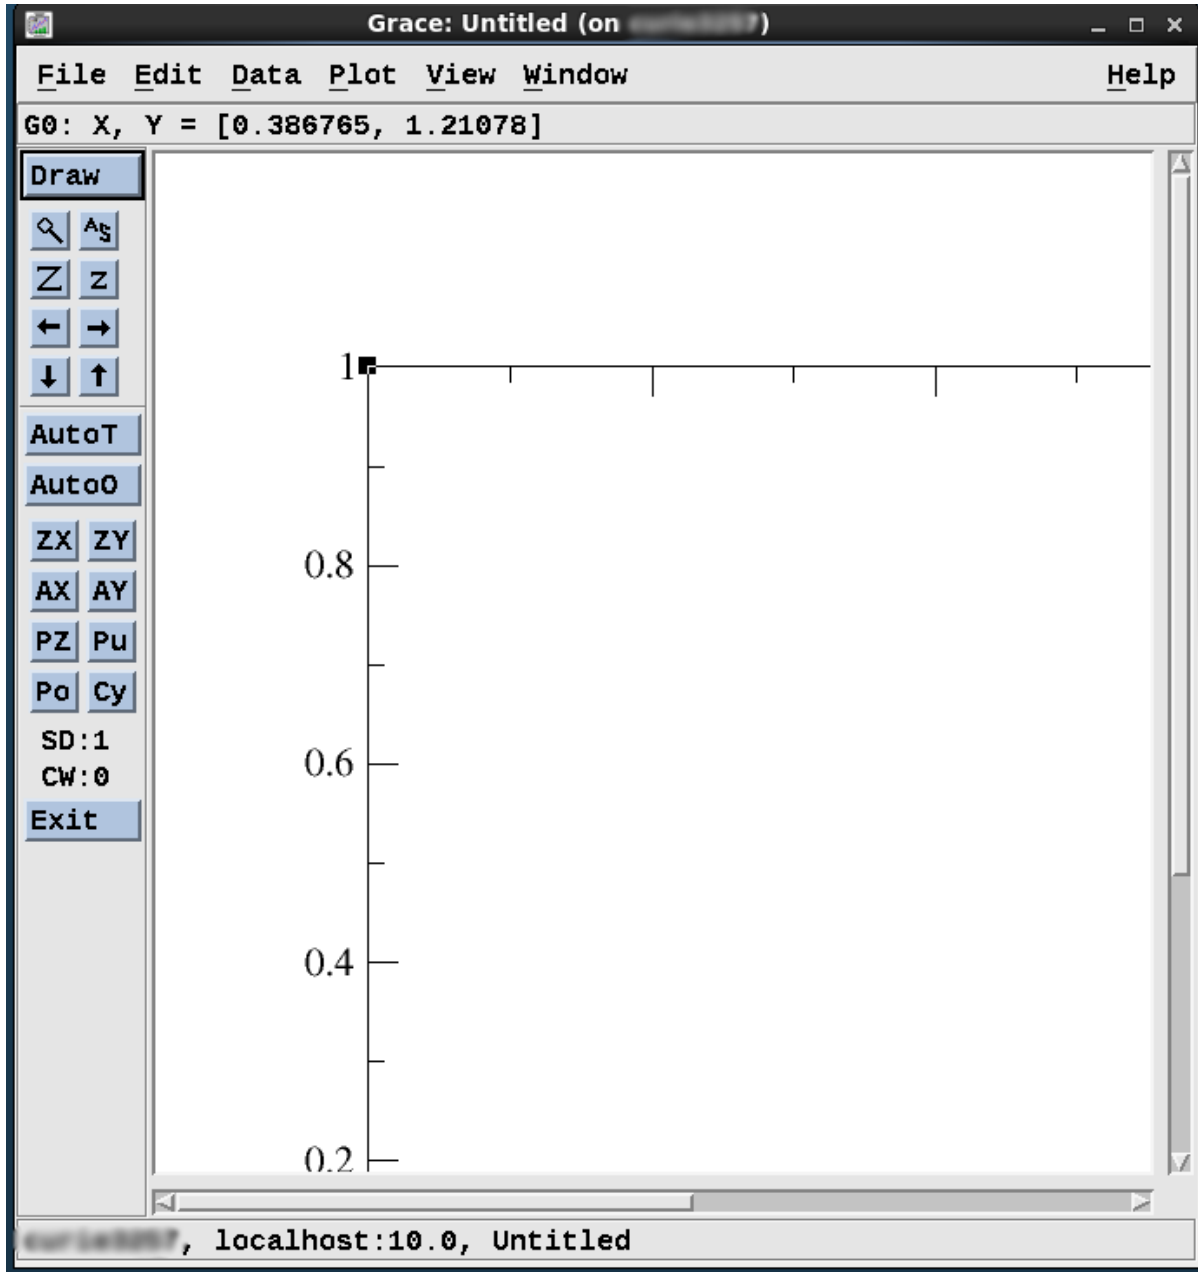 Grace: Untitled (on )
File Edit Data Plot View Window Help
G0: X, Y = [0.386765, 1.21078]
Draw
AS
Z z
AutoT
AutoO
ZX ZY
AX AY
PZ Pu
Po Cy
SD:1
CW:0
Exit
1
0.8
0.6
0.4
0.2
, localhost:10.0, Untitled